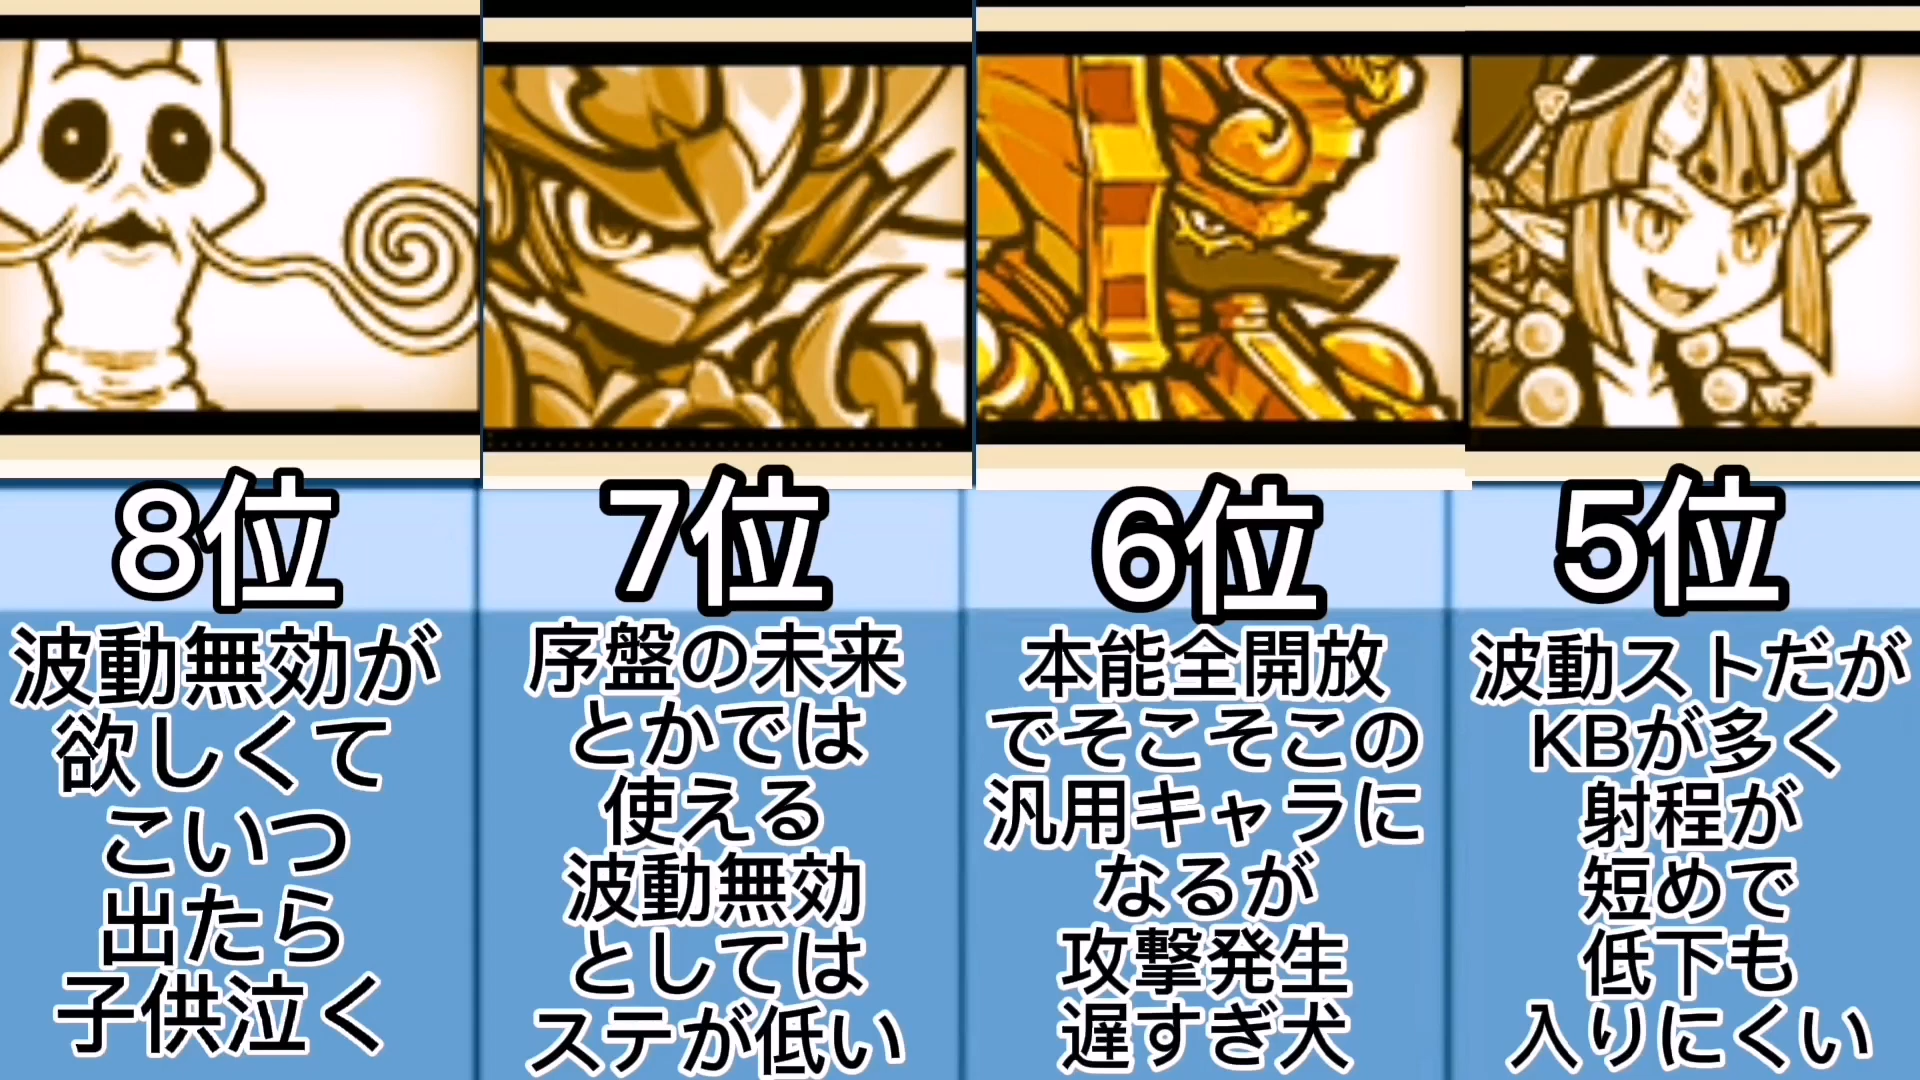 8位
波動無効が
欲しくて
こいつ
出たら
子供泣く
7位
序盤の未来
とかでは
使える
波動無効
としては
ステが低い
6位
本能全開放
でそこそこの
汎用キャラに
なるが
攻撃発生
遅すぎ犬
5位
波動ストだが
KBが多く
射程が
短めで
低下も
入りにくい